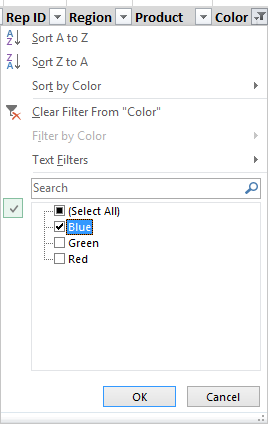 Rep ID Region Product Color
Sort A to Z
Sort Z to A
Sort by Color
Clear Filter From "Color"
Filter by Color
Text Filters
Search
(Select All)
Blue
Green
Red
OK Cancel